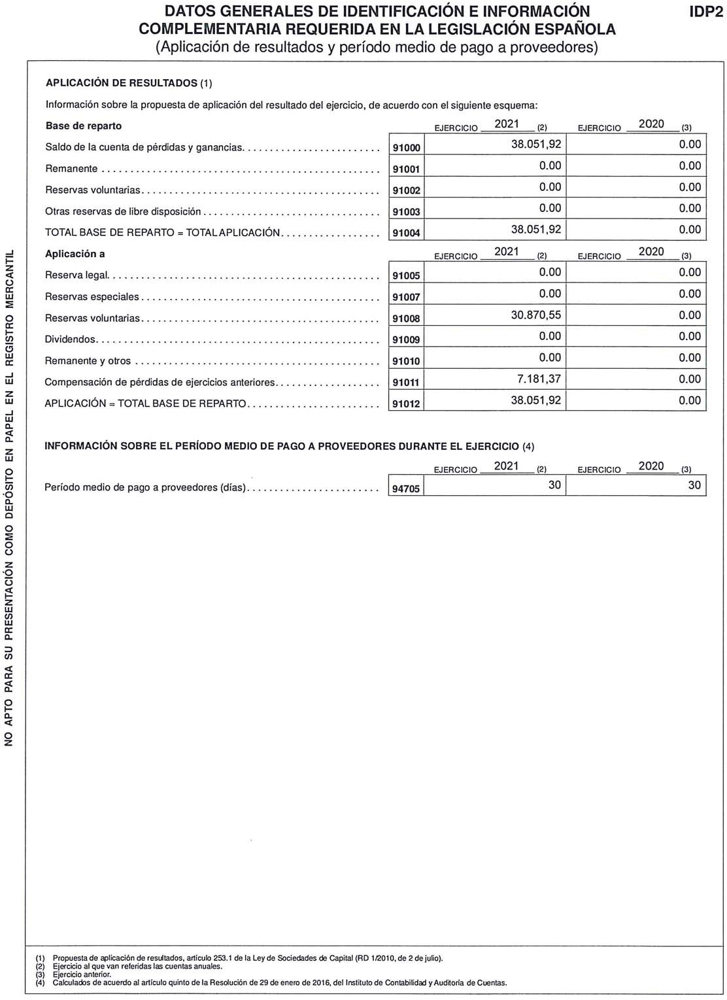 DATOS GENERALES DE IDENTIFICACIÓN E INFORMACIÓN IDP2
COMPLEMENTARIA REQUERIDA EN LA LEGISLACIÓN ESPAÑOLA
(Aplicación de resultados y período medio de pago a proveedores)
APLICACIÓN DE RESULTADOS (1)
Información sobre la propuesta de aplicación del resultado del ejercicio, de acuerdo con el siguiente esquema:
Base de reparto EJERCICIO 2021 (2) EJERCICIO 2020 (3)
Saldo de la cuenta de pérdidas y ganancias. 91000 38.051,92 0.00
Remanente 91001 0.00 0.00
Reservas voluntarias. 91002 0.00 0.00
Otras reservas de libre disposición 91003 0.00 0.00
TOTAL BASE DE REPARTO = TOTAL APLICACIÓN. 91004 38.051,92 0.00
Aplicación a EJERCICIO 2021 (2) EJERCICIO 2020 (3)
Reserva legal. 91005 0.00 0.00
Reservas especiales 91007 0.00 0.00
Reservas voluntarias. 91008 30.870,55 0.00
Dividendos. 91009 0.00 0.00
Remanente y otros 91010 0.00 0.00
Compensación de pérdidas de ejercicios anteriores. 91011 7.181,37 0.00
APLICACIÓN = TOTAL BASE DE REPARTO. 91012 38.051,92 0.00
INFORMACIÓN SOBRE EL PERÍODO MEDIO DE PAGO A PROVEEDORES DURANTE EL EJERCICIO (4)
EJERCICIO 2021 (2) EJERCICIO 2020 (3)
Período medio de pago a proveedores (días). 94705 30 30
NO APTO PARA SU PRESENTACIÓN COMO DEPÓSITO EN PAPEL EN EL REGISTRO MERCANTIL
(1) Propuesta de aplicación de resultados, artículo 253.1 de la Ley de Sociedades de Capital (RD 1/2010, de 2 de julio).
(2) Ejercicio al que van referidas las cuentas anuales.
(3) Ejercicio anterior.
(4) Calculados de acuerdo al artículo quinto de la Resolución de 29 de enero de 2016, del Instituto de Contabilidad y Auditoría de Cuentas.